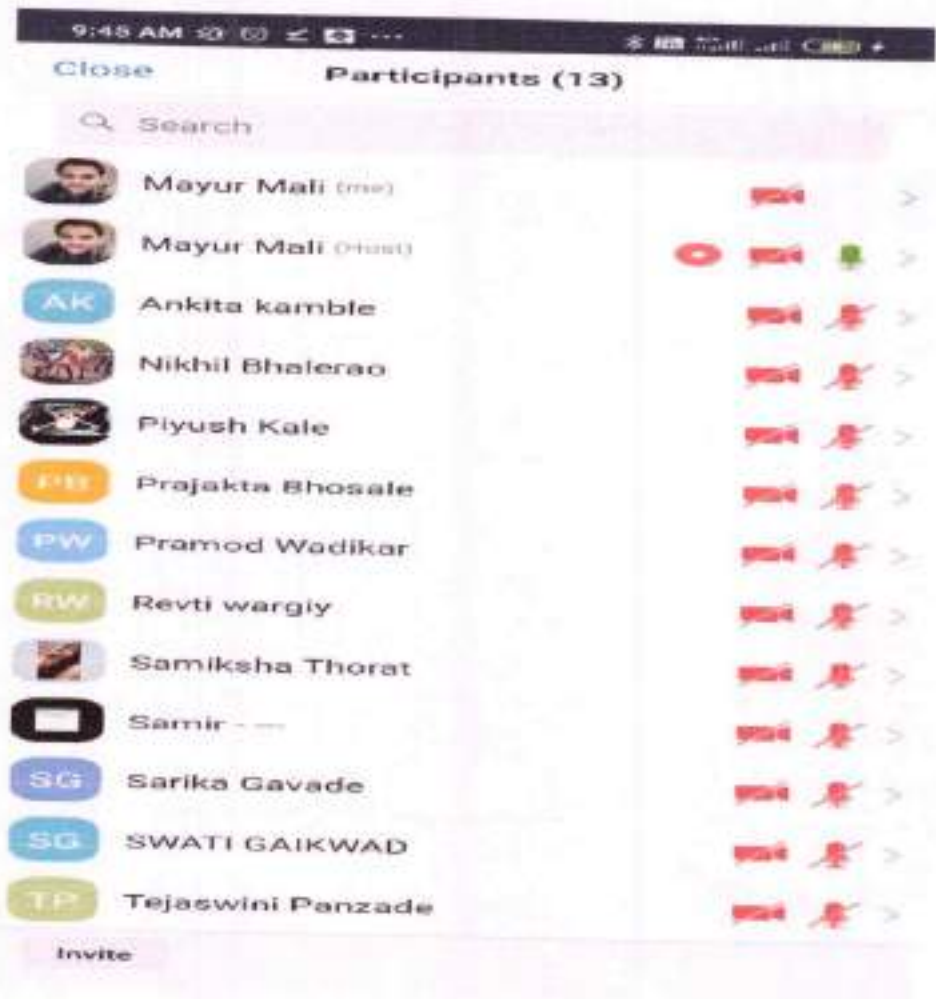 9:45 AM
Close Participants (13)
Search
Mayur Mali (me)
Mayur Mali (Host)
AK Ankita kamble
Nikhil Bhalerao
Piyush Kale
PB Prajakta Bhosale
PW Pramod Wadikar
RW Revti wargiy
Samiksha Thorat
Samir - ---
SG Sarika Gavade
SG SWATI GAIKWAD
TP Tejaswini Panzade
Invite